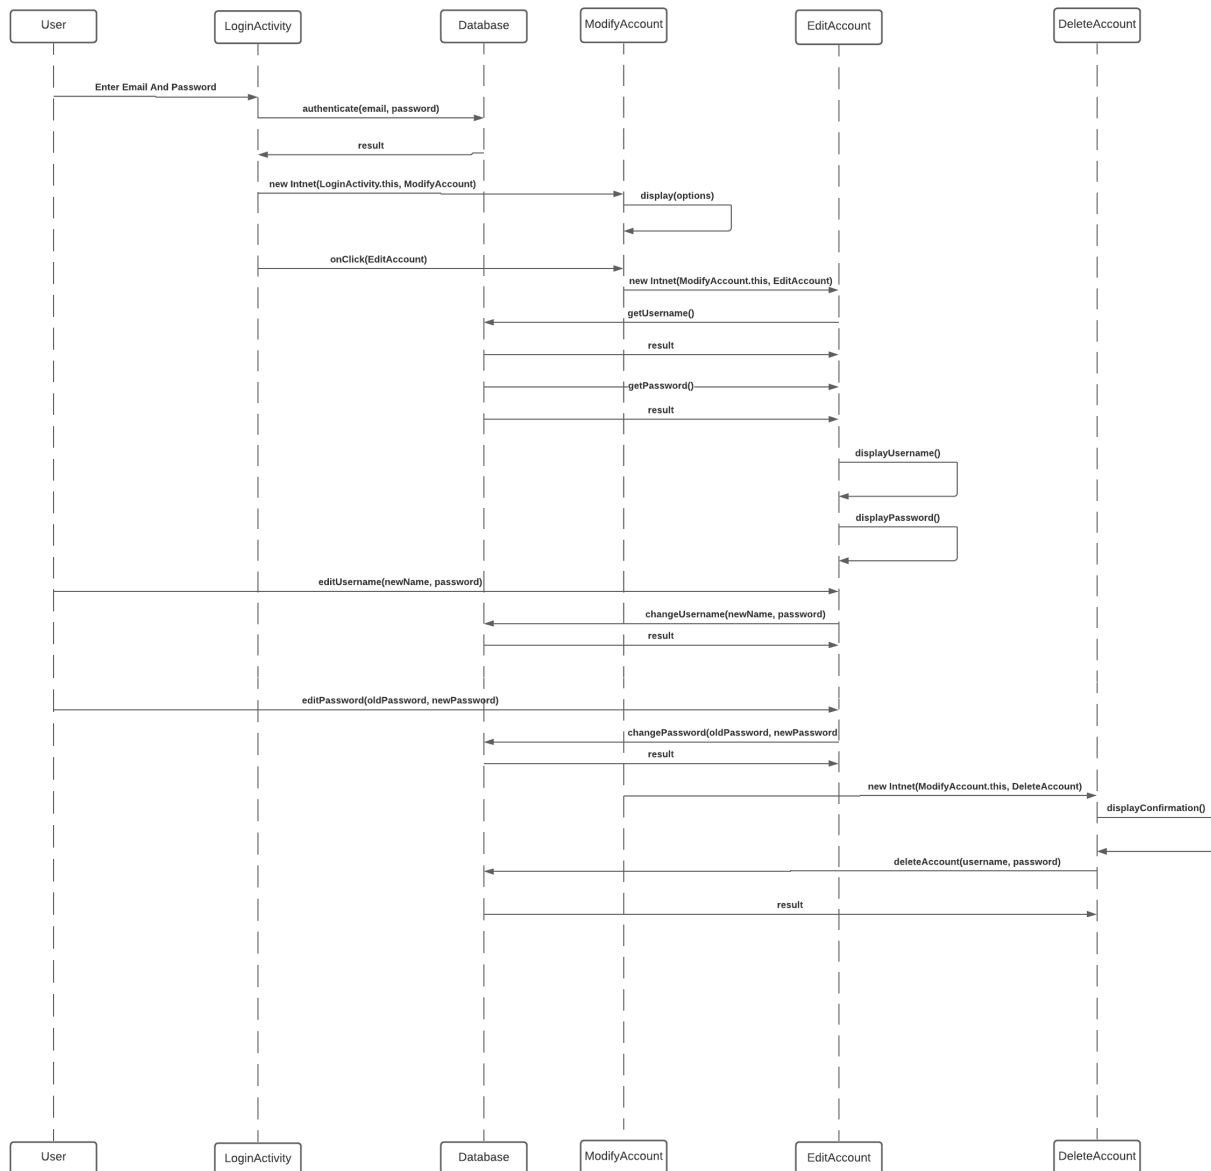 User
LoginActivity
Database
ModifyAccount
EditAccount
DeleteAccount
Enter Email And Password
authenticate(email, password)
result
new Intnet(LoginActivity.this, ModifyAccount)
display(options)
onClick(EditAccount)
new Intnet(ModifyAccount.this, EditAccount)
getUsername()
result
getPassword()
result
displayUsername()
displayPassword()
editUsername(newName, password)
changeUsername(newName, password)
result
editPassword(oldPassword, newPassword)
changePassword(oldPassword, newPassword
result
new Intnet(ModifyAccount.this, DeleteAccount)
displayConfirmation()
deleteAccount(username, password)
result
User
LoginActivity
Database
ModifyAccount
EditAccount
DeleteAccount